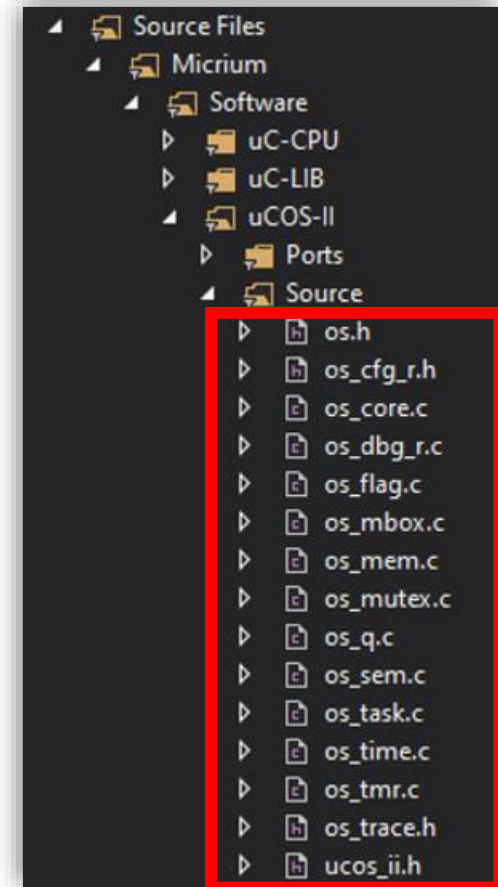 Source Files
Micrium
Software
uC-CPU
uC-LIB
uCOS-II
Ports
Source
os.h
os_cfg_r.h
os_core.c
os_dbg_r.c
os_flag.c
os_mbox.c
os_mem.c
os_mutex.c
os_q.c
os_sem.c
os_task.c
os_time.c
os_tmr.c
os_trace.h
ucos_ii.h